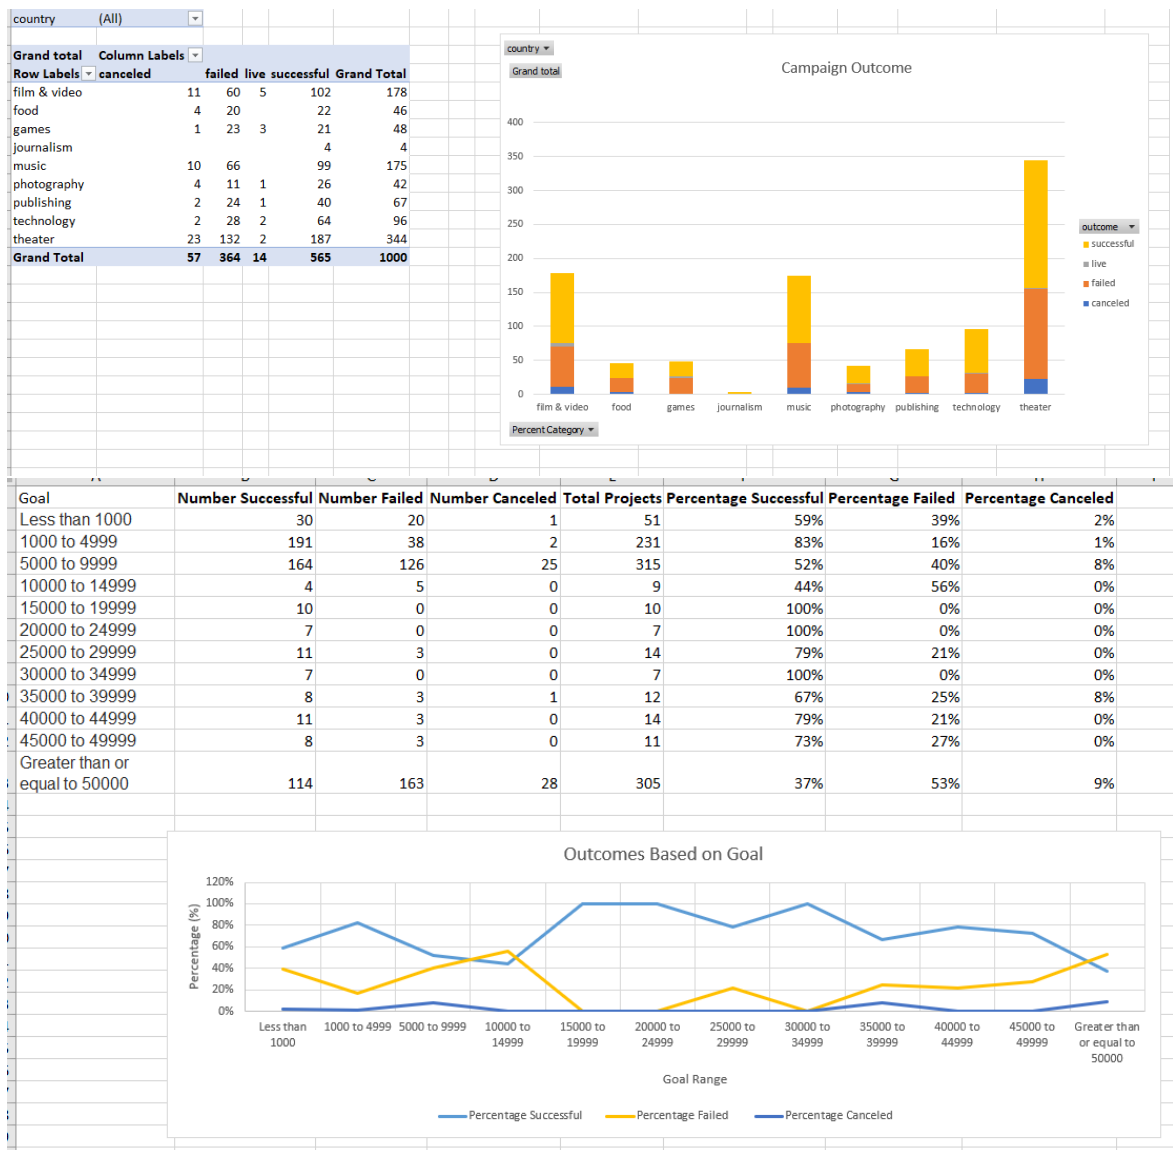 country (All)
Grand total Column Labels
Row Labels canceled failed live successful Grand Total
film & video 11 60 5 102 178
food 4 20 22 46
games 1 23 3 21 48
journalism 4 4
music 10 66 99 175
photography 4 11 1 26 42
publishing 2 24 1 40 67
technology 2 28 2 64 96
theater 23 132 2 187 344
Grand Total 57 364 14 565 1000
country
Grand total
Campaign Outcome
400
350
300
250
200
150
100
50
0
film & video food games journalism music photography publishing technology theater
Percent Category
outcome
successful
live
failed
canceled
Goal Number Successful Number Failed Number Canceled Total Projects Percentage Successful Percentage Failed Percentage Canceled
Less than 1000 30 20 1 51 59% 39% 2%
1000 to 4999 191 38 2 231 83% 16% 1%
5000 to 9999 164 126 25 315 52% 40% 8%
10000 to 14999 4 5 0 9 44% 56% 0%
15000 to 19999 10 0 0 10 100% 0% 0%
20000 to 24999 7 0 0 7 100% 0% 0%
25000 to 29999 11 3 0 14 79% 21% 0%
30000 to 34999 7 0 0 7 100% 0% 0%
35000 to 39999 8 3 1 12 67% 25% 8%
40000 to 44999 11 3 0 14 79% 21% 0%
45000 to 49999 8 3 0 11 73% 27% 0%
Greater than or
equal to 50000 114 163 28 305 37% 53% 9%
Outcomes Based on Goal
Percentage (%)
120%
100%
80%
60%
40%
20%
0%
Less than 1000 to 4999 5000 to 9999 10000 to 15000 to 20000 to 25000 to 30000 to 35000 to 40000 to 45000 to Greater than
1000 14999 19999 24999 29999 34999 39999 44999 49999 or equal to
50000
Goal Range
Percentage Successful Percentage Failed Percentage Canceled